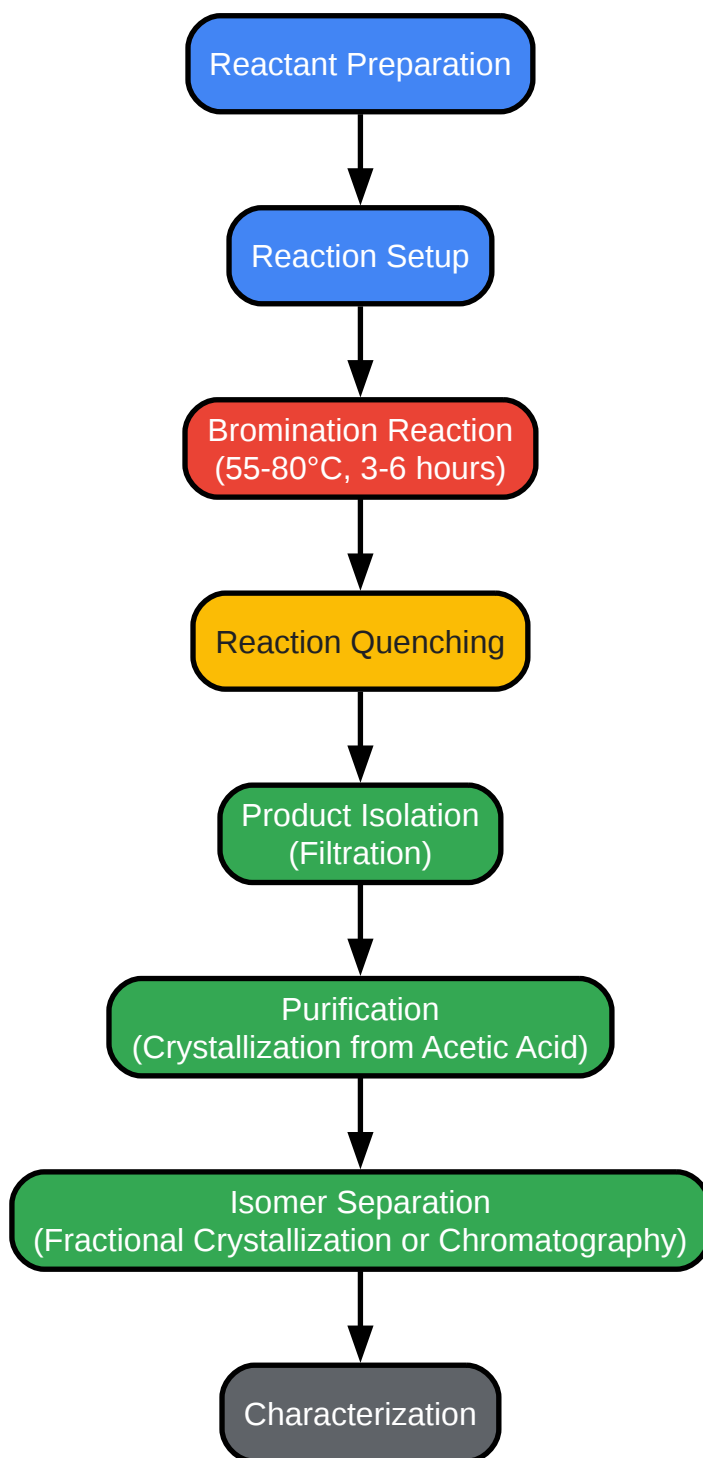 Reactant Preparation
Reaction Setup
Bromination Reaction
(55-80°C, 3-6 hours)
Reaction Quenching
Product Isolation
(Filtration)
Purification
(Crystallization from Acetic Acid)
Isomer Separation
(Fractional Crystallization or Chromatography)
Characterization